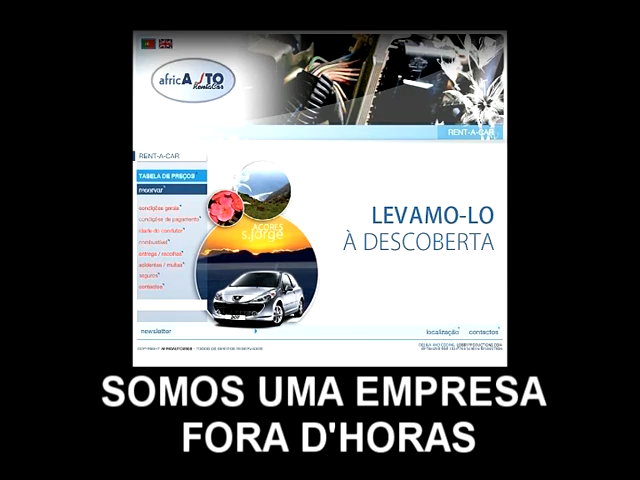 africAUTO
RentaCar
RENT-A-CAR
RENT-A-CAR
TABELA DE PREÇOS
reservar
condições gerais
condições de pagamento
idade do condutor
combustível
entrega / recolhas
acidentes / multas
seguros
contactos
AÇORES
s.jorge
LEVAMO-LO
À DESCOBERTA
newsletter
localização
contactos
SOMOS UMA EMPRESA
FORA D'HORAS